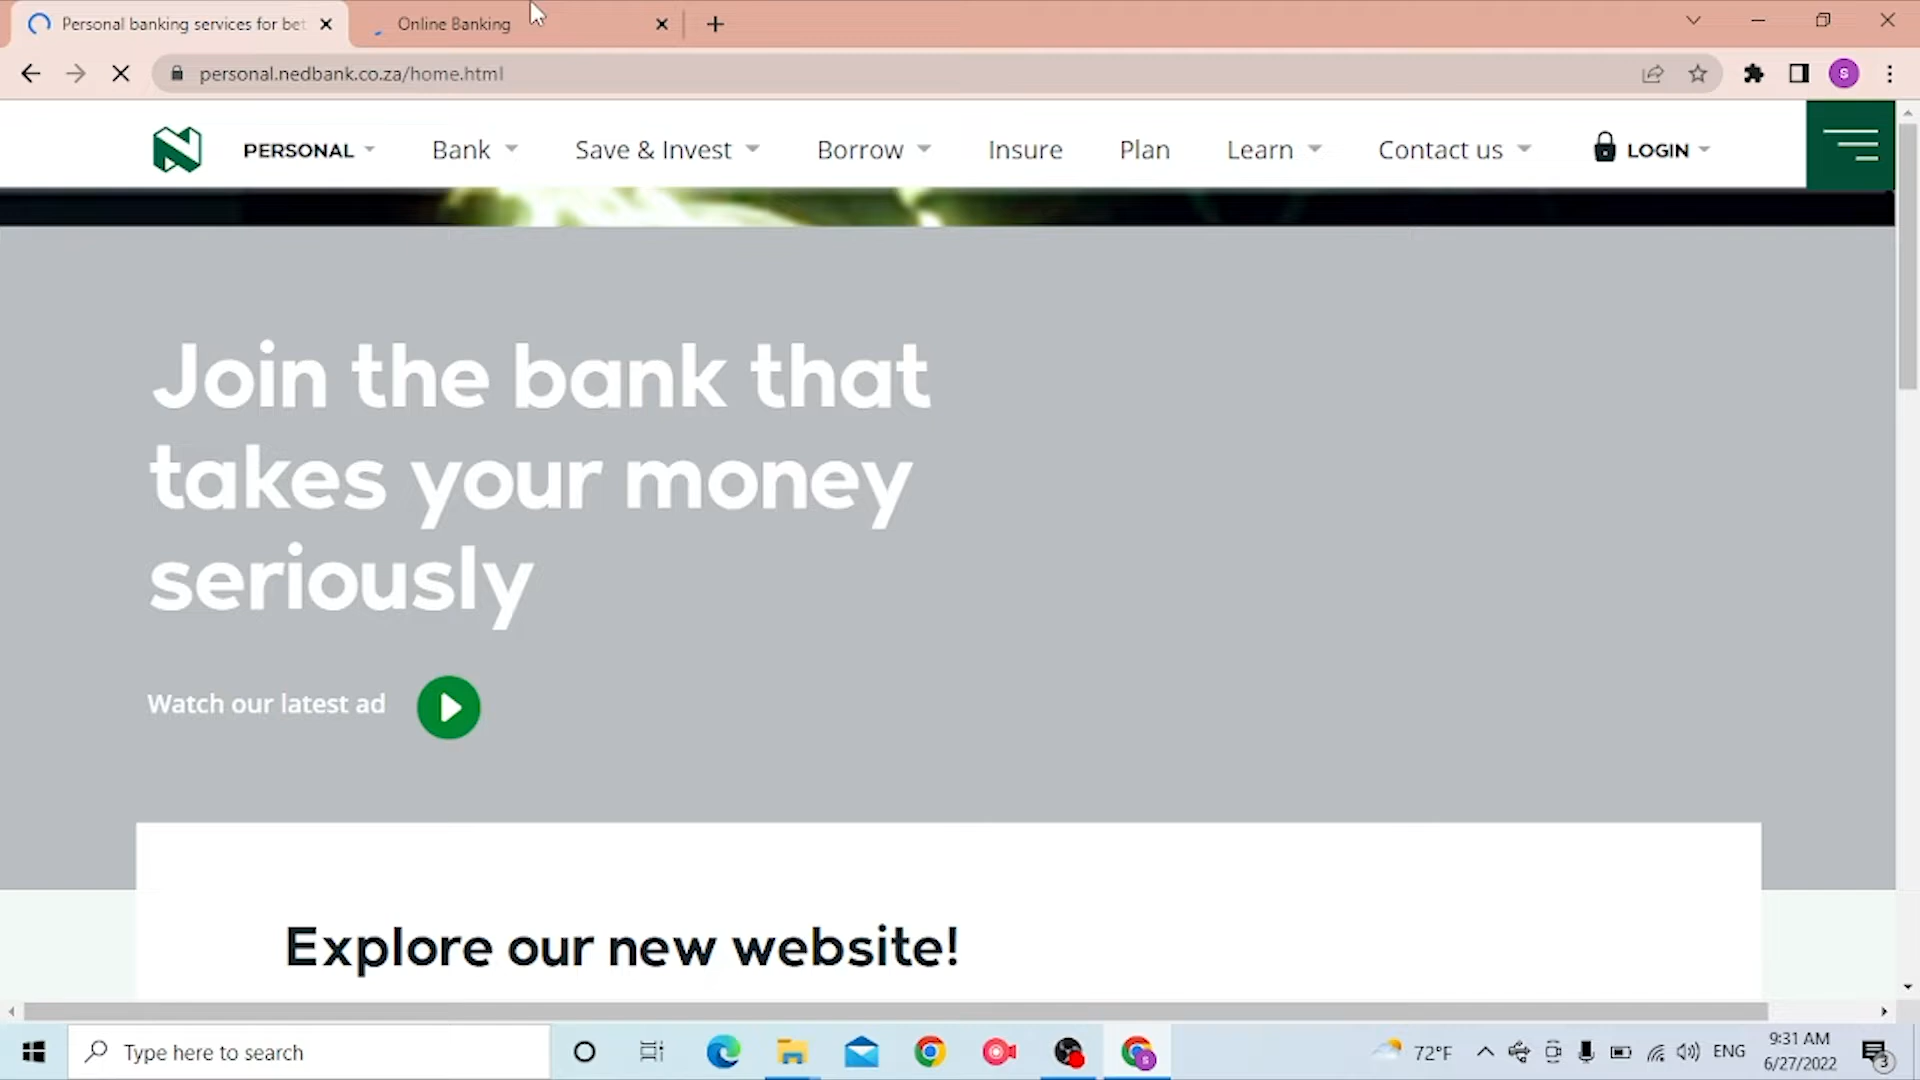 Personal banking services for bet
Online Banking
personal.nedbank.co.za/home.html
S
PERSONAL
Bank
Save & Invest
Borrow
Insure
Plan
Learn
Contact us
LOGIN
Join the bank that
takes your money
seriously
Watch our latest ad
Explore our new website!
Type here to search
72°F
ENG
9:31 AM
6/27/2022
3